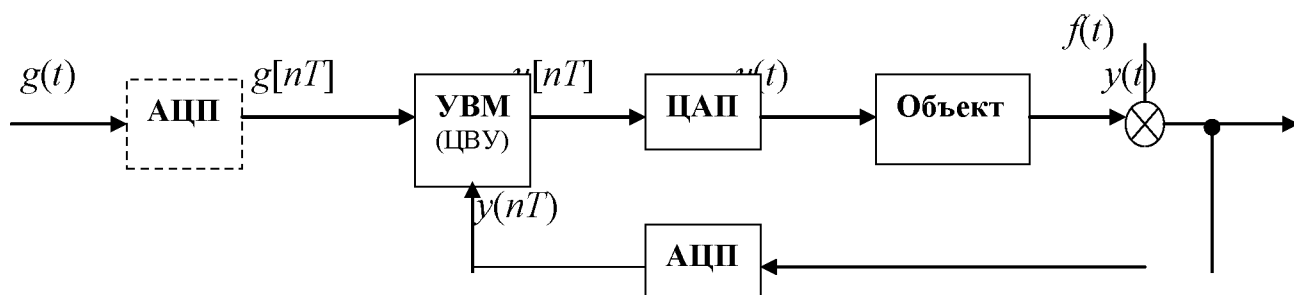 g(t)
АЦП
g[nT]
УВМ
(ЦВУ)
[nT]
ЦАП
(t)
Объект
f(t)
y(t)
y(nT)
АЦП